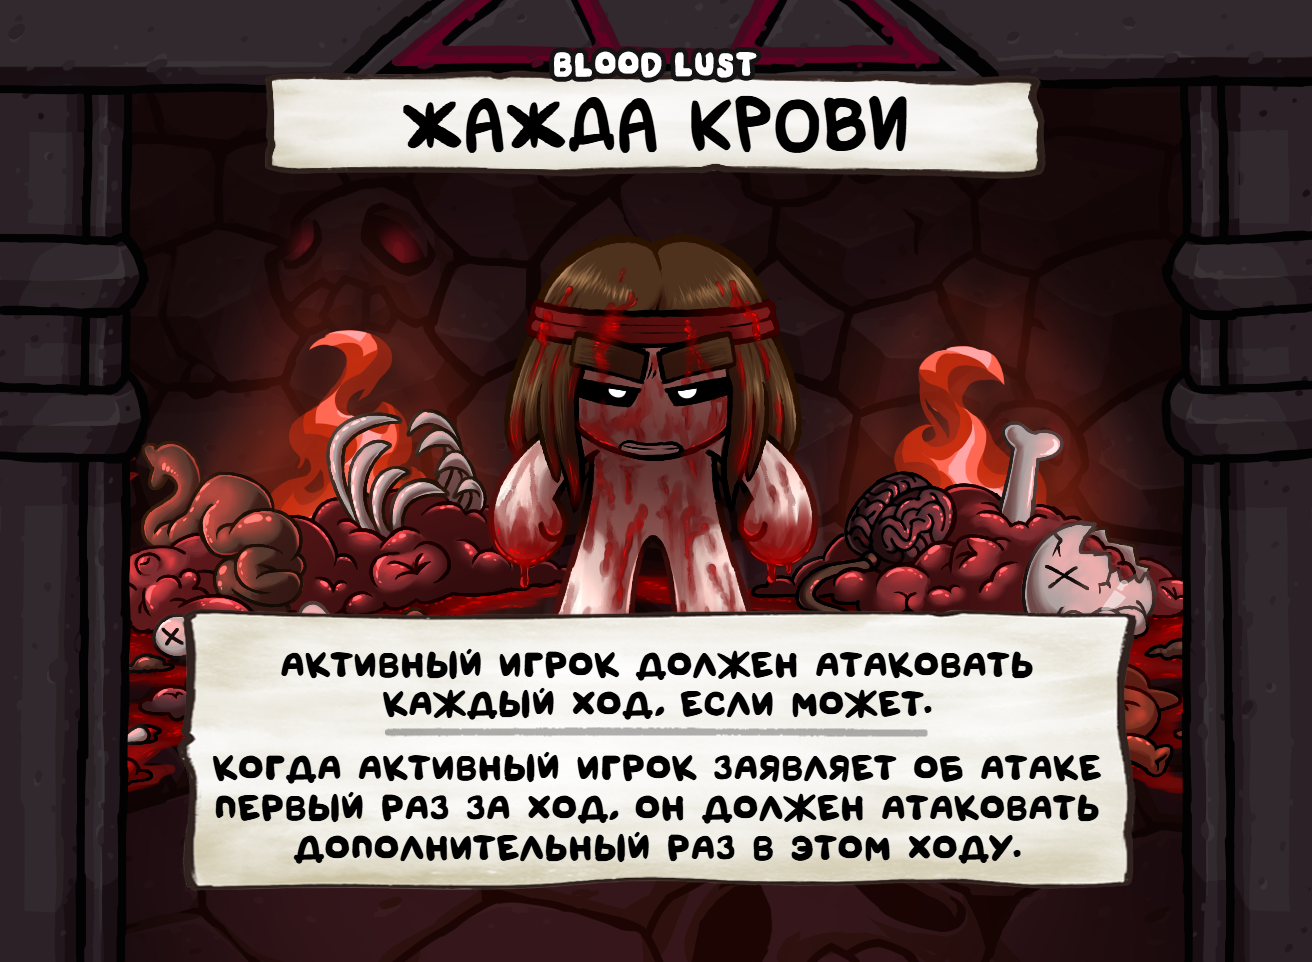 BLOOD LUST
ЖАЖДА КРОВИ
АКТИВНЫЙ ИГРОК ДОЛЖЕН АТАКОВАТЬ
КАЖДЫЙ ХОД, ЕСЛИ МОЖЕТ.
КОГДА АКТИВНЫЙ ИГРОК ЗАЯВЛЯЕТ ОБ АТАКЕ
ПЕРВЫЙ РАЗ ЗА ХОД, ОН ДОЛЖЕН АТАКОВАТЬ
ДОПОЛНИТЕЛЬНЫЙ РАЗ В ЭТОМ ХОДУ.